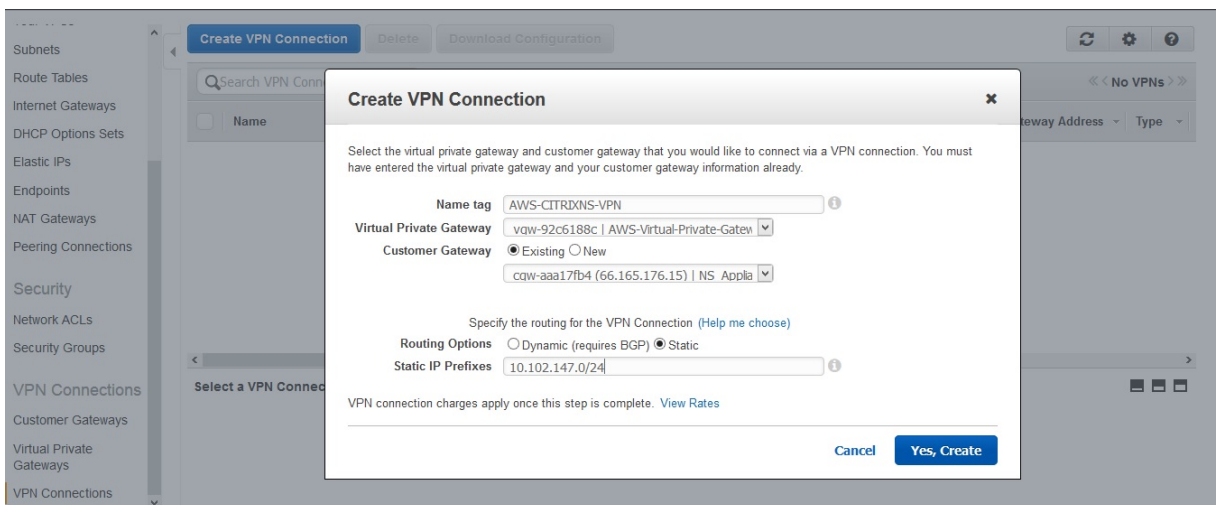 Subnets
Route Tables
Internet Gateways
DHCP Options Sets
Elastic IPs
Endpoints
NAT Gateways
Peering Connections
Security
Network ACLs
Security Groups
VPN Connections
Customer Gateways
Virtual Private
Gateways
VPN Connections
Create VPN Connection Delete Download Configuration
Search VPN Conn
No VPNs
Name
teway Address Type
Select a VPN Connec
Create VPN Connection
Select the virtual private gateway and customer gateway that you would like to connect via a VPN connection. You must
have entered the virtual private gateway and your customer gateway information already.
Name tag AWS-CITRIXNS-VPN
Virtual Private Gateway vgw-92c6188c | AWS-Virtual-Private-Gatew
Customer Gateway Existing New
cgw-aaa17fb4 (66.165.176.15) | NS_Applia
Specify the routing for the VPN Connection (Help me choose)
Routing Options Dynamic (requires BGP) Static
Static IP Prefixes 10.102.147.0/24
VPN connection charges apply once this step is complete. View Rates
Cancel Yes, Create